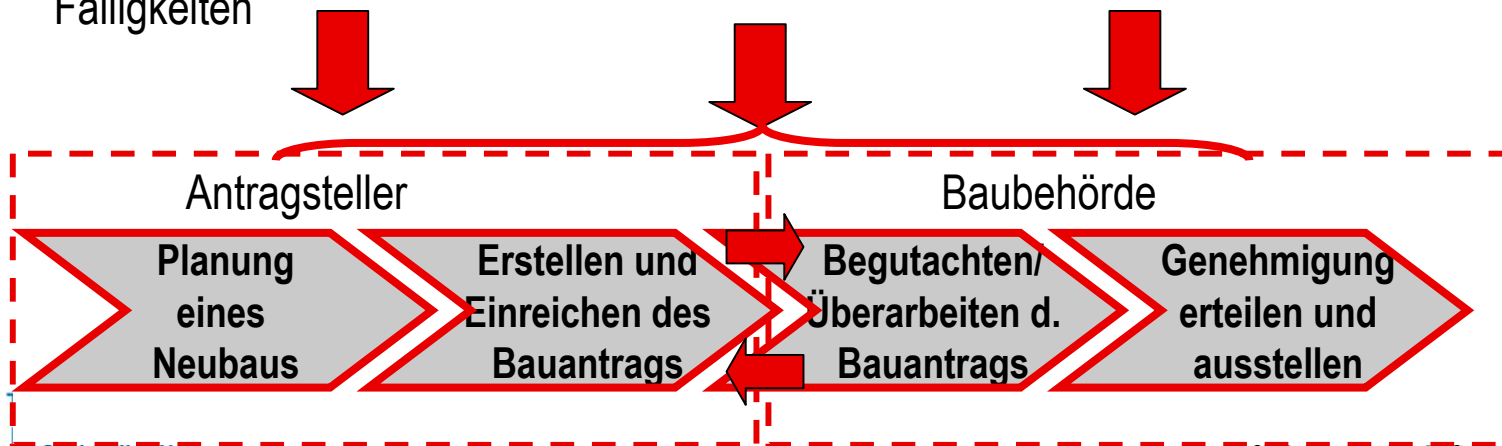 Fälligkeiten
Antragsteller
Baubehörde
Planung
eines
Neubaus
Erstellen und
Einreichen des
Bauantrags
Begutachten/
Überarbeiten d.
Bauantrags
Genehmigung
erteilen und
ausstellen